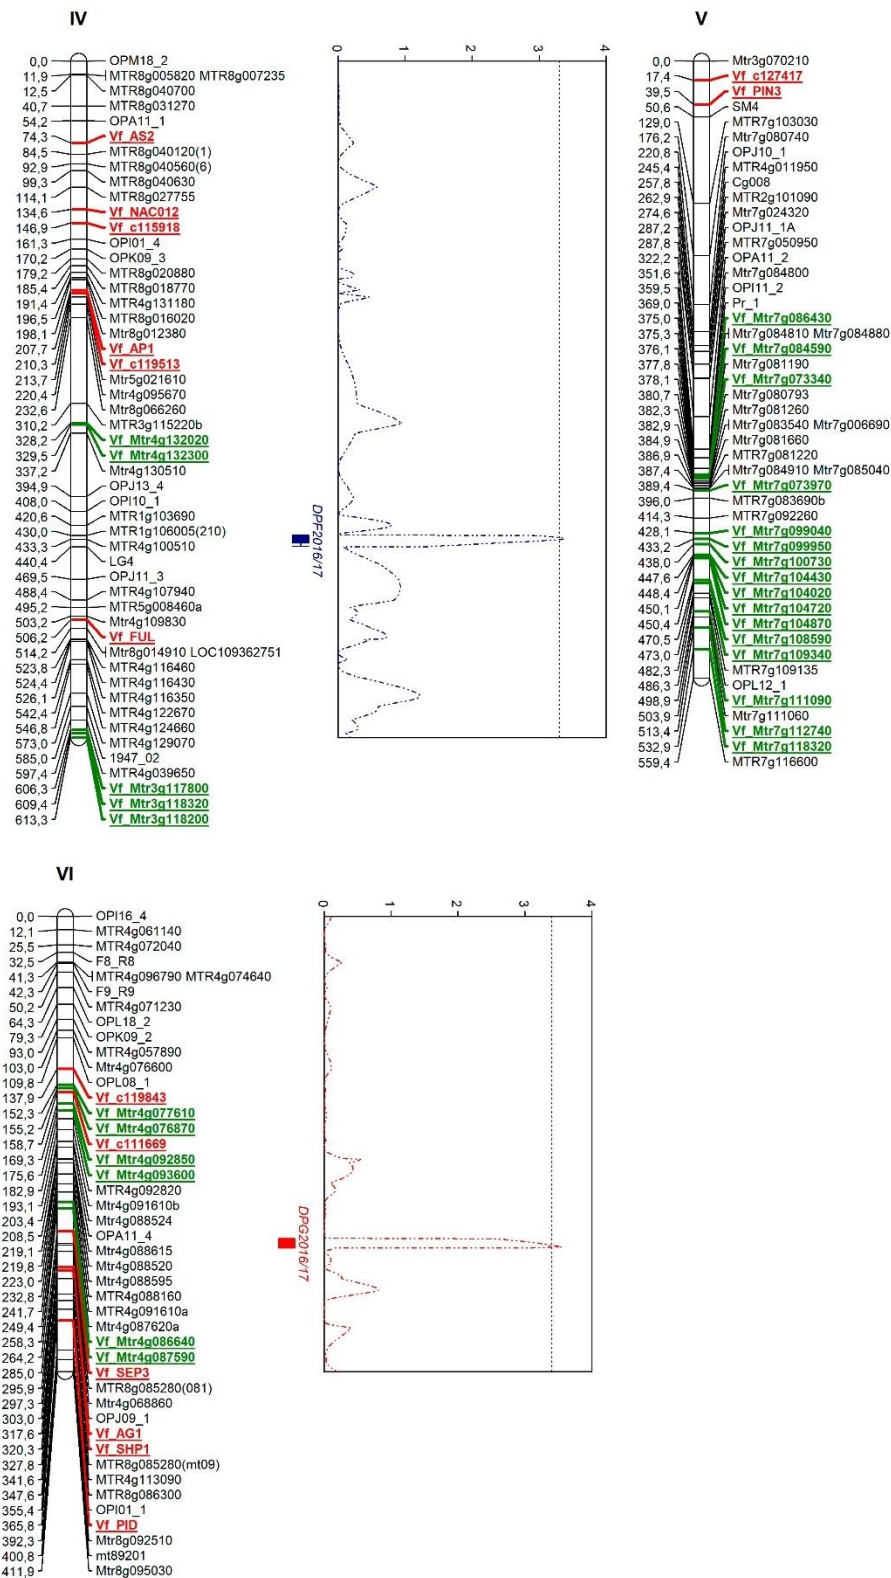 IV
0,0 OPM18_2
11,9 MTR8g005820 MTR8g007235
12,5 MTR8g040700
40,7 MTR8g031270
54,2 OPA11_1
74,3 Vf_AS2
84,5 MTR8g040120(1)
92,9 MTR8g040560(6)
99,3 MTR8g040630
114,1 MTR8g027755
134,6 Vf_NAC012
146,9 Vf_c115918
161,3 OPI01_4
170,2 OPK09_3
179,2 MTR8g020880
185,4 MTR8g018770
191,4 MTR4g131180
196,5 MTR8g016020
198,1 Mtr8g012380
207,7 Vf_AP1
210,3 Vf_c119513
213,7 Mtr5g021610
220,4 Mtr4g095670
232,6 Mtr8g066260
310,2 MTR3g115220b
328,2 Vf_Mtr4g132020
329,5 Vf_Mtr4g132300
337,2 Mtr4g130510
394,9 OPJ13_4
408,0 OPI10_1
420,6 MTR1g103690
430,0 MTR1g106005(210)
433,3 MTR4g100510
440,4 LG4
469,5 OPJ11_3
488,4 MTR4g107940
495,2 MTR5g008460a
503,2 Mtr4g109830
506,2 Vf_FUL
514,2 Mtr8g014910 LOC109362751
523,8 MTR4g116460
524,4 MTR4g116430
526,1 MTR4g116350
542,4 MTR4g122670
546,8 MTR4g124660
573,0 MTR4g129070
585,0 1947_02
597,4 MTR4g039650
606,3 Vf_Mtr3g117800
609,4 Vf_Mtr3g118320
613,3 Vf_Mtr3g118200
0 1 2 3 4
DPF2016/17
V
0,0 Mtr3g070210
17,4 Vf_c127417
39,5 Vf_PIN3
50,6 SM4
129,0 MTR7g103030
176,2 Mtr7g080740
220,8 OPJ10_1
245,4 MTR4g011950
257,8 Cg008
262,9 MTR2g101090
274,6 Mtr7g024320
287,2 OPJ11_1A
287,8 MTR7g050950
322,2 OPA11_2
351,6 Mtr7g084800
359,5 OPI11_2
369,0 Pr_1
375,0 Vf_Mtr7g086430
375,3 Mtr7g084810 Mtr7g084880
376,1 Vf_Mtr7g084590
377,8 Mtr7g081190
378,1 Vf_Mtr7g073340
380,7 Mtr7g080793
382,3 Mtr7g081260
382,9 Mtr7g083540 Mtr7g006690
384,9 Mtr7g081660
386,9 MTR7g081220
387,4 Mtr7g084910 Mtr7g085040
389,4 Vf_Mtr7g073970
396,0 MTR7g083690b
414,3 MTR7g092260
428,1 Vf_Mtr7g099040
433,2 Vf_Mtr7g099950
438,0 Vf_Mtr7g100730
447,6 Vf_Mtr7g104430
448,4 Vf_Mtr7g104020
450,1 Vf_Mtr7g104720
450,4 Vf_Mtr7g104870
470,5 Vf_Mtr7g108590
473,0 Vf_Mtr7g109340
482,3 MTR7g109135
486,3 OPL12_1
498,9 Vf_Mtr7g111090
503,9 Mtr7g111060
513,4 Vf_Mtr7g112740
532,9 Vf_Mtr7g118320
559,4 MTR7g116600
VI
0,0 OPI16_4
12,1 MTR4g061140
25,5 MTR4g072040
32,5 F8_R8
41,3 MTR4g096790 MTR4g074640
42,3 F9_R9
50,2 MTR4g071230
64,3 OPL18_2
79,3 OPK09_2
93,0 MTR4g057890
103,0 Mtr4g076600
109,8 OPL08_1
137,9 Vf_c119843
152,3 Vf_Mtr4g077610
155,2 Vf_Mtr4g076870
158,7 Vf_c111669
169,3 Vf_Mtr4g092850
175,6 Vf_Mtr4g093600
182,9 MTR4g092820
193,1 Mtr4g091610b
203,4 Mtr4g088524
208,5 OPA11_4
219,1 Mtr4g088615
219,8 Mtr4g088520
223,0 Mtr4g088595
232,8 MTR4g088160
241,7 MTR4g091610a
249,4 Mtr4g087620a
258,3 Vf_Mtr4g086640
264,2 Vf_Mtr4g087590
285,0 Vf_SEP3
295,9 MTR8g085280(081)
297,3 Mtr4g068860
303,0 OPJ09_1
317,6 Vf_AG1
320,3 Vf_SHP1
327,8 MTR8g085280(mt09)
341,6 MTR4g113090
347,6 MTR8g086300
355,4 OPI01_1
365,8 Vf_PID
392,3 Mtr8g092510
400,8 mt89201
411,9 Mtr8g095030
0 1 2 3 4
DPG2016/17